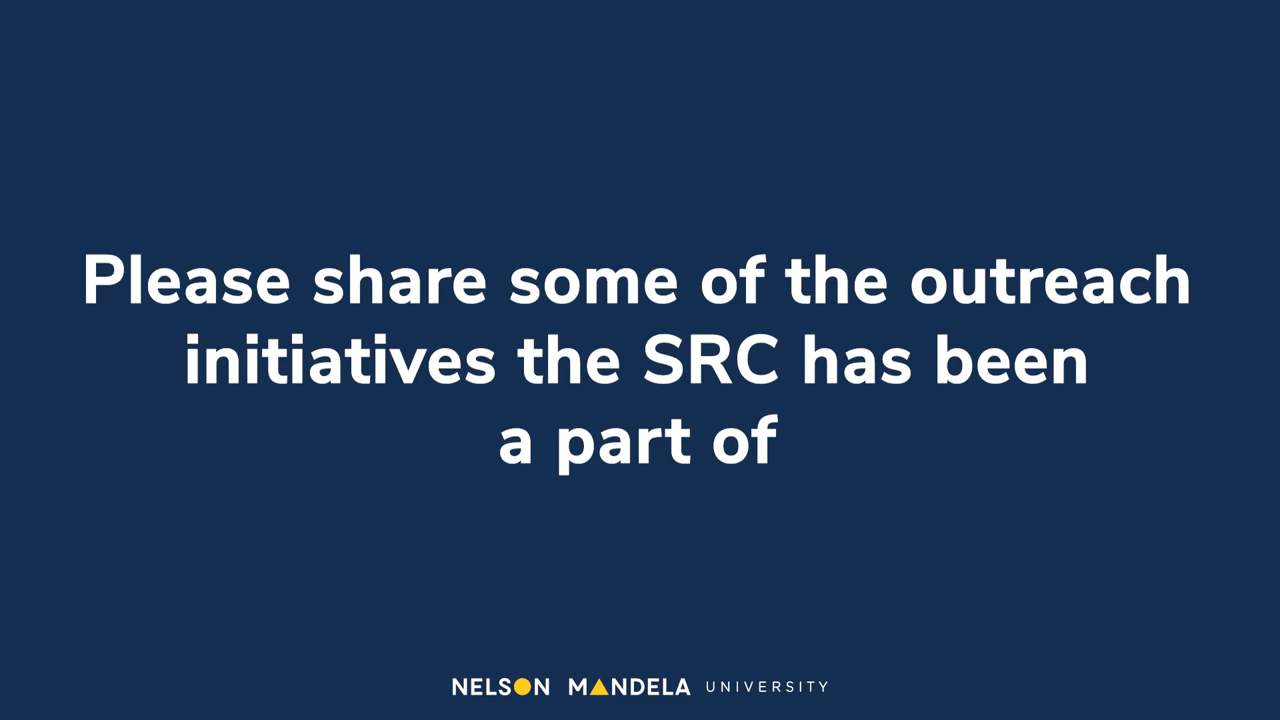 Please share some of the outreach
initiatives the SRC has been
a part of
NELSON MANDELA UNIVERSITY